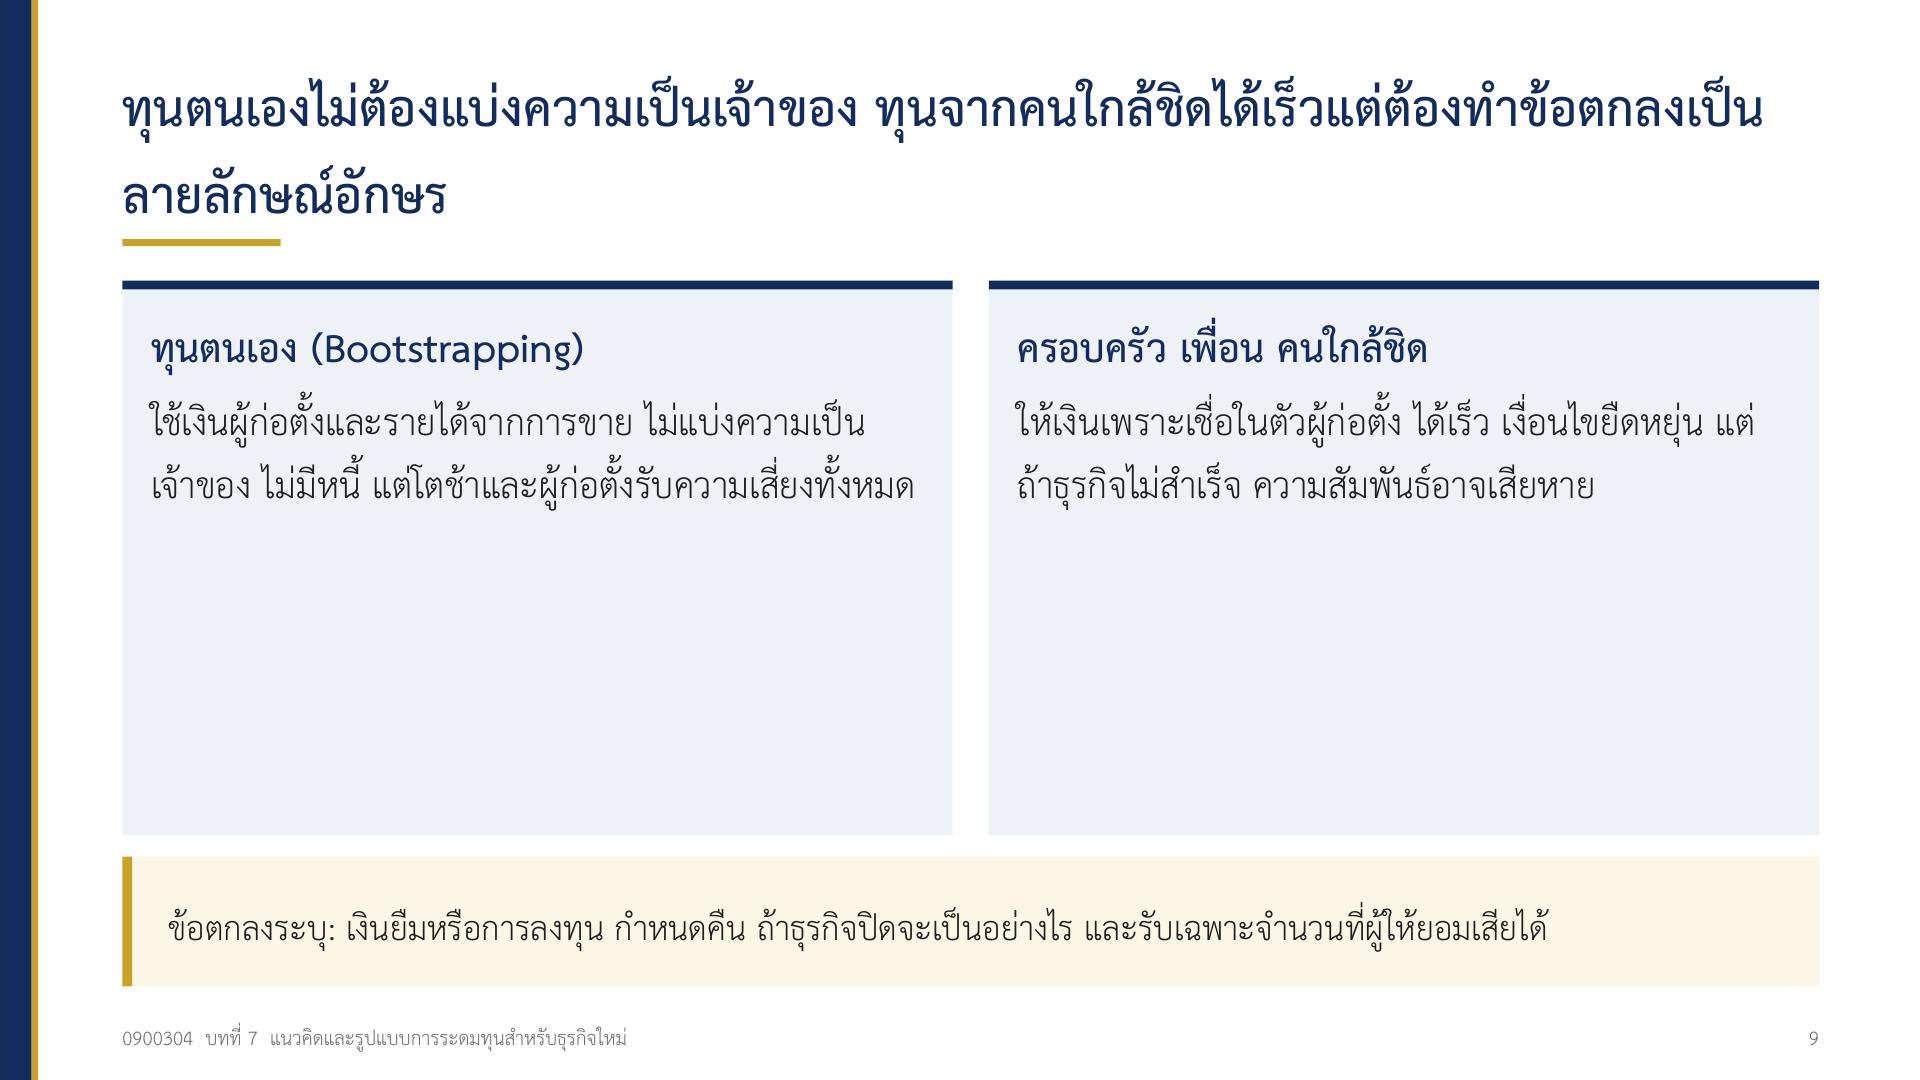 ทุนตนเองไม่ต้องแบ่งความเป็นเจ้าของ ทุนจากคนใกล้ชิดได้เร็วแต่ต้องทำข้อตกลงเป็น
ลายลักษณ์อักษร
ทุนตนเอง (Bootstrapping)
ใช้เงินผู้ก่อตั้งและรายได้จากการขาย ไม่แบ่งความเป็น
เจ้าของ ไม่มีหนี้ แต่โตช้าและผู้ก่อตั้งรับความเสี่ยงทั้งหมด
ครอบครัว เพื่อน คนใกล้ชิด
ให้เงินเพราะเชื่อในตัวผู้ก่อตั้ง ได้เร็ว เงื่อนไขยืดหยุ่น แต่
ถ้าธุรกิจไม่สำเร็จ ความสัมพันธ์อาจเสียหาย
ข้อตกลงระบุ: เงินยืมหรือการลงทุน กำหนดคืน ถ้าธุรกิจปิดจะเป็นอย่างไร และรับเฉพาะจำนวนที่ผู้ให้ยอมเสียได้
0900304 บทที่ 7 แนวคิดและรูปแบบการระดมทุนสำหรับธุรกิจใหม่
9